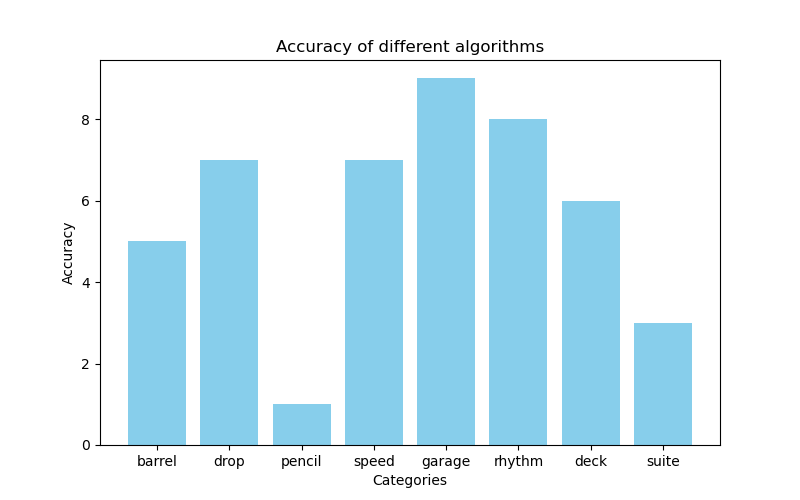 Accuracy of different algorithms
8
6
4
2
0
Accuracy
barrel drop pencil speed garage rhythm deck suite
Categories